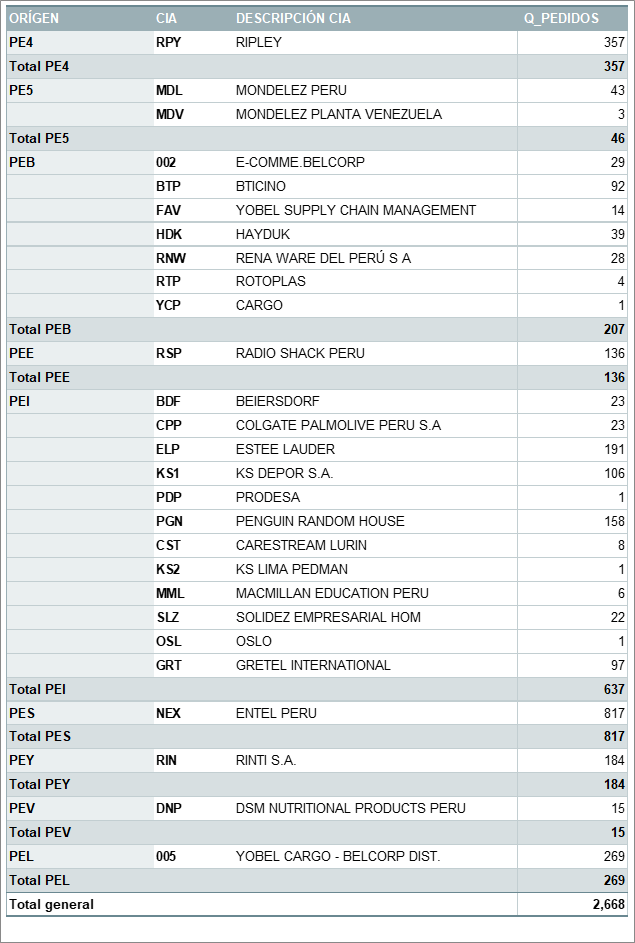 ORÍGEN CIA DESCRIPCIÓN CIA Q_PEDIDOS
PE4 RPY RIPLEY 357
Total PE4 357
PE5 MDL MONDELEZ PERU 43
MDV MONDELEZ PLANTA VENEZUELA 3
Total PE5 46
PEB 002 E-COMME.BELCORP 29
BTP BTICINO 92
FAV YOBEL SUPPLY CHAIN MANAGEMENT 14
HDK HAYDUK 39
RNW RENA WARE DEL PERÚ S A 28
RTP ROTOPLAS 4
YCP CARGO 1
Total PEB 207
PEE RSP RADIO SHACK PERU 136
Total PEE 136
PEI BDF BEIERSDORF 23
CPP COLGATE PALMOLIVE PERU S.A 23
ELP ESTEE LAUDER 191
KS1 KS DEPOR S.A. 106
PDP PRODESA 1
PGN PENGUIN RANDOM HOUSE 158
CST CARESTREAM LURIN 8
KS2 KS LIMA PEDMAN 1
MML MACMILLAN EDUCATION PERU 6
SLZ SOLIDEZ EMPRESARIAL HOM 22
OSL OSLO 1
GRT GRETEL INTERNATIONAL 97
Total PEI 637
PES NEX ENTEL PERU 817
Total PES 817
PEY RIN RINTI S.A. 184
Total PEY 184
PEV DNP DSM NUTRITIONAL PRODUCTS PERU 15
Total PEV 15
PEL 005 YOBEL CARGO - BELCORP DIST. 269
Total PEL 269
Total general 2,668